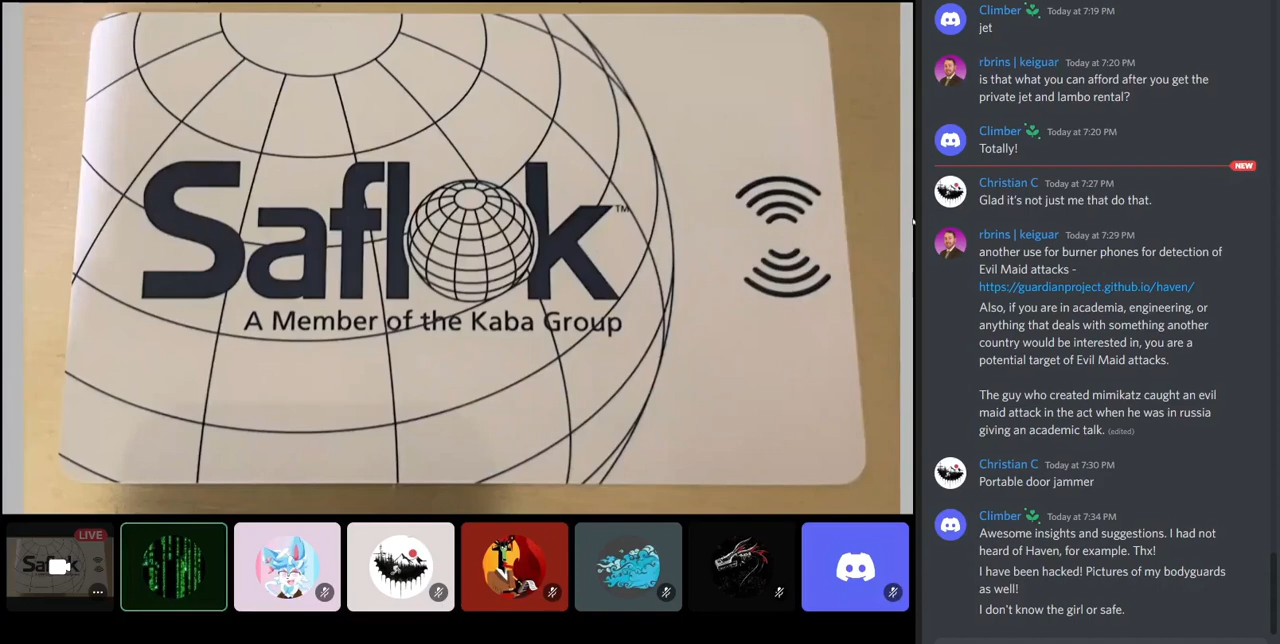 Saflok™
A Member of the Kaba Group
LIVE
Climber Today at 7:19 PM
jet
rbrins | keiguar Today at 7:20 PM
is that what you can afford after you get the
private jet and lambo rental?
Climber Today at 7:20 PM
Totally!
NEW
Christian C Today at 7:27 PM
Glad it's not just me that do that.
rbrins | keiguar Today at 7:29 PM
another use for burner phones for detection of
Evil Maid attacks -
https://guardianproject.github.io/haven/
Also, if you are in academia, engineering, or
anything that deals with something another
country would be interested in, you are a
potential target of Evil Maid attacks.
The guy who created mimikatz caught an evil
maid attack in the act when he was in russia
giving an academic talk. (edited)
Christian C Today at 7:30 PM
Portable door jammer
Climber Today at 7:34 PM
Awesome insights and suggestions. I had not
heard of Haven, for example. Thx!
I have been hacked! Pictures of my bodyguards
as well!
I don't know the girl or safe.